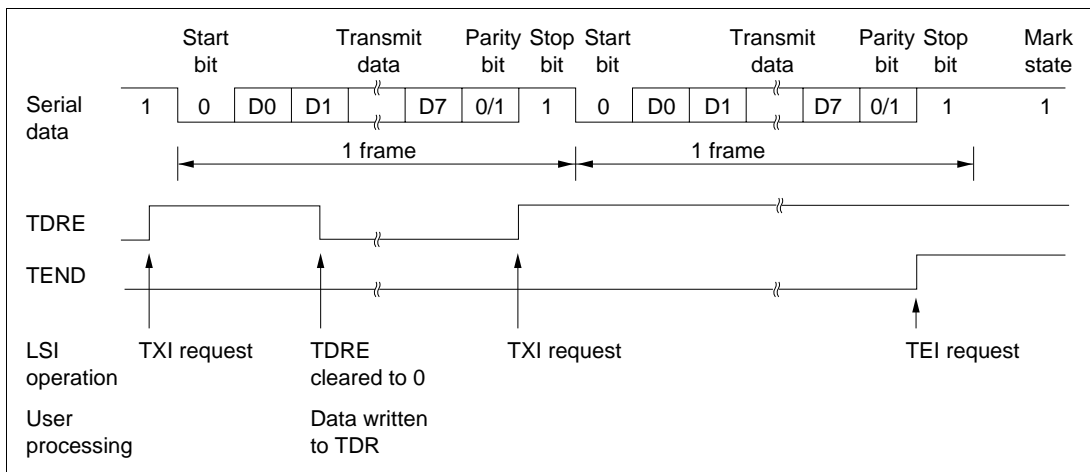 Start bit
Transmit data
Parity bit
Stop bit
Start bit
Transmit data
Parity bit
Stop bit
Mark state
Serial data
1 0 D0 D1 D7 0/1 1 0 D0 D1 D7 0/1 1 1
1 frame 1 frame
TDRE
TEND
LSI operation
TXI request
TDRE cleared to 0
TXI request
TEI request
User processing
Data written to TDR